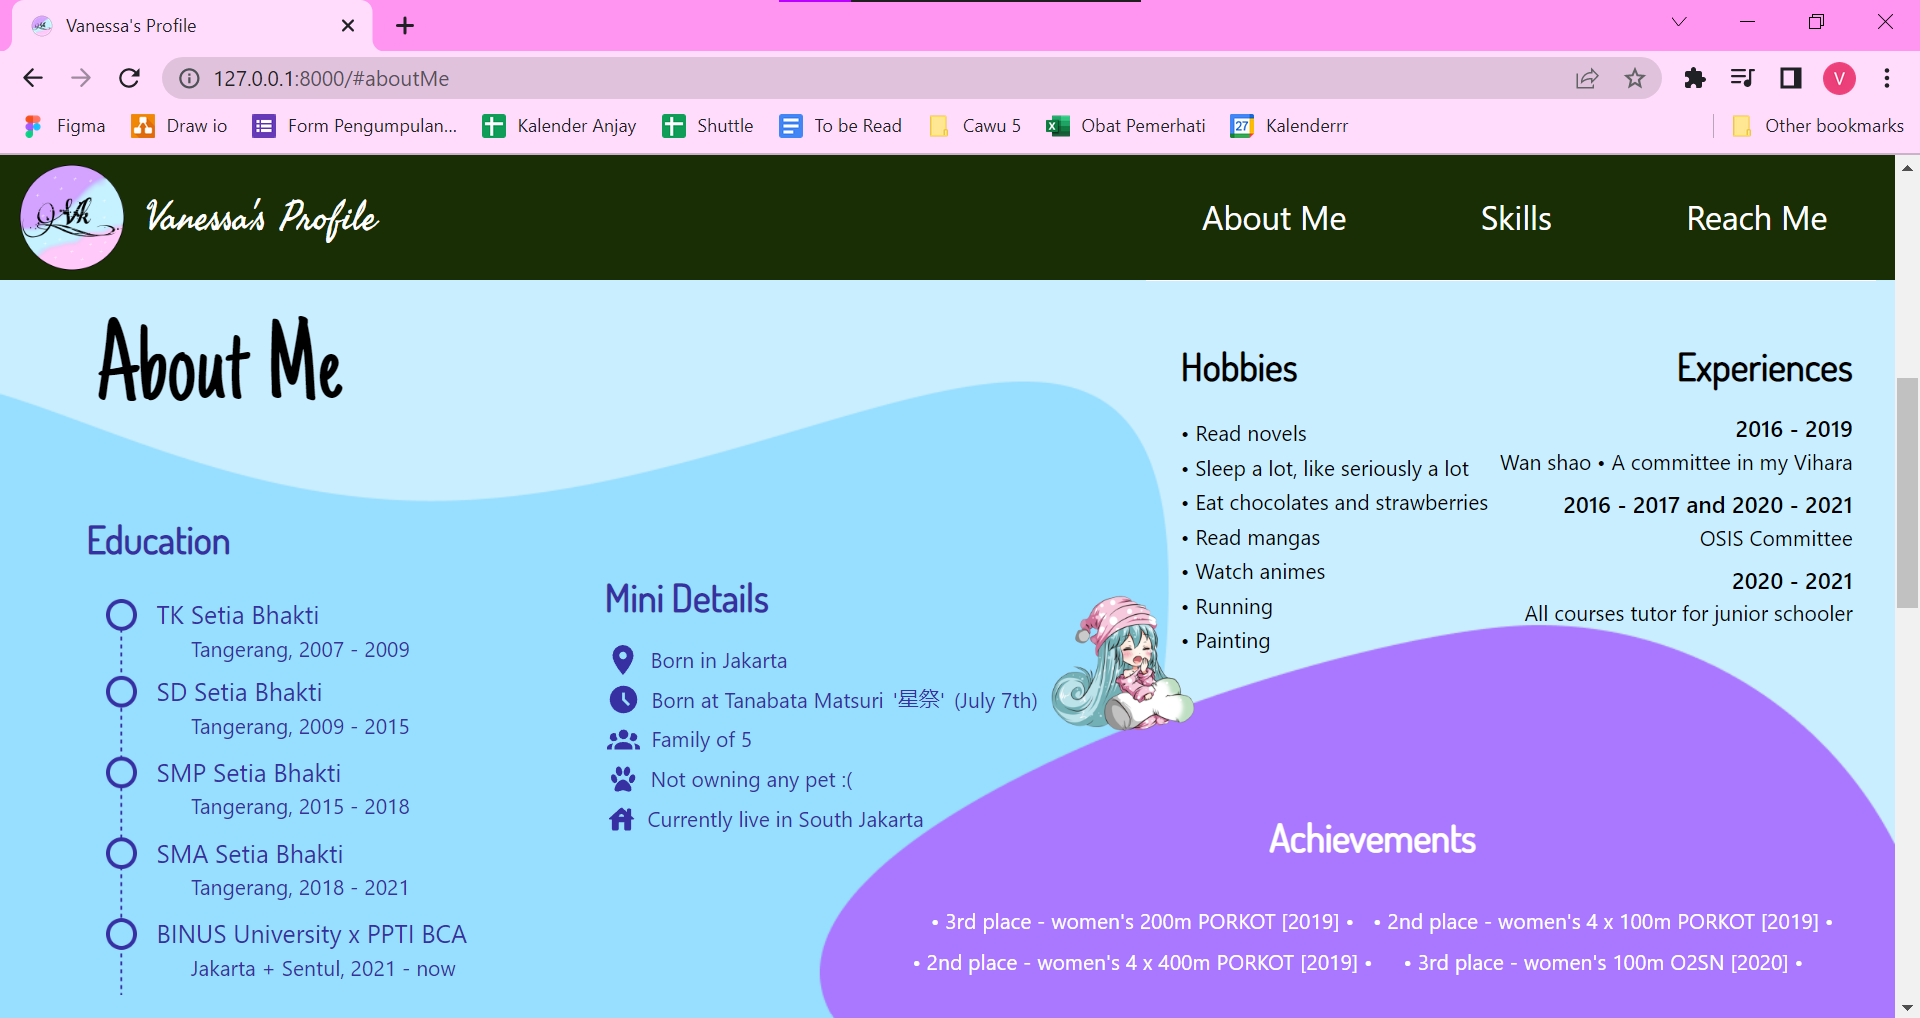 Vanessa's Profile
127.0.0.1:8000/#aboutMe
V
Figma
Draw io
Form Pengumpulan...
Kalender Anjay
Shuttle
To be Read
Cawu 5
Obat Pemerhati
27
Kalenderrr
Other bookmarks
Vanessa's Profile
About Me
Skills
Reach Me
About Me
Education
TK Setia Bhakti
Tangerang, 2007 - 2009
SD Setia Bhakti
Tangerang, 2009 - 2015
SMP Setia Bhakti
Tangerang, 2015 - 2018
SMA Setia Bhakti
Tangerang, 2018 - 2021
BINUS University x PPTI BCA
Jakarta + Sentul, 2021 - now
Mini Details
Born in Jakarta
Born at Tanabata Matsuri '星祭' (July 7th)
Family of 5
Not owning any pet :(
Currently live in South Jakarta
Hobbies
• Read novels
• Sleep a lot, like seriously a lot
• Eat chocolates and strawberries
• Read mangas
• Watch animes
• Running
• Painting
Experiences
2016 - 2019
Wan shao • A committee in my Vihara
2016 - 2017 and 2020 - 2021
OSIS Committee
2020 - 2021
All courses tutor for junior schooler
Achievements
• 3rd place - women's 200m PORKOT [2019] •
• 2nd place - women's 4 x 100m PORKOT [2019] •
• 2nd place - women's 4 x 400m PORKOT [2019] •
• 3rd place - women's 100m O2SN [2020] •